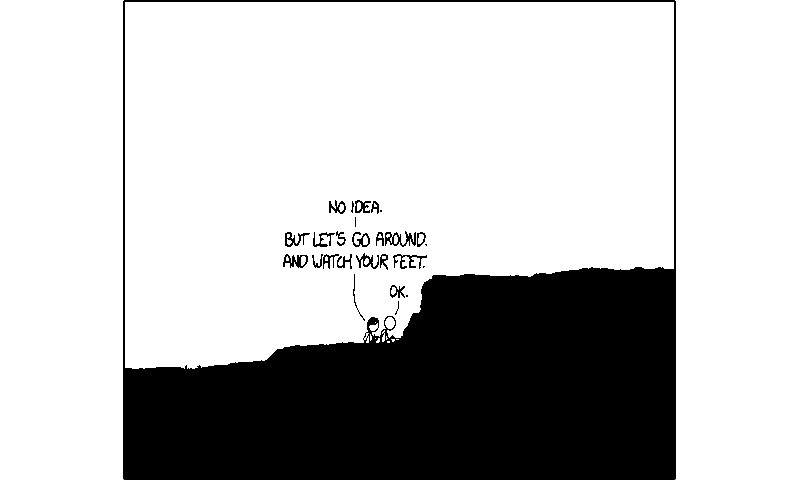 NO IDEA.
BUT LET'S GO AROUND.
AND WATCH YOUR FEET.
OK.